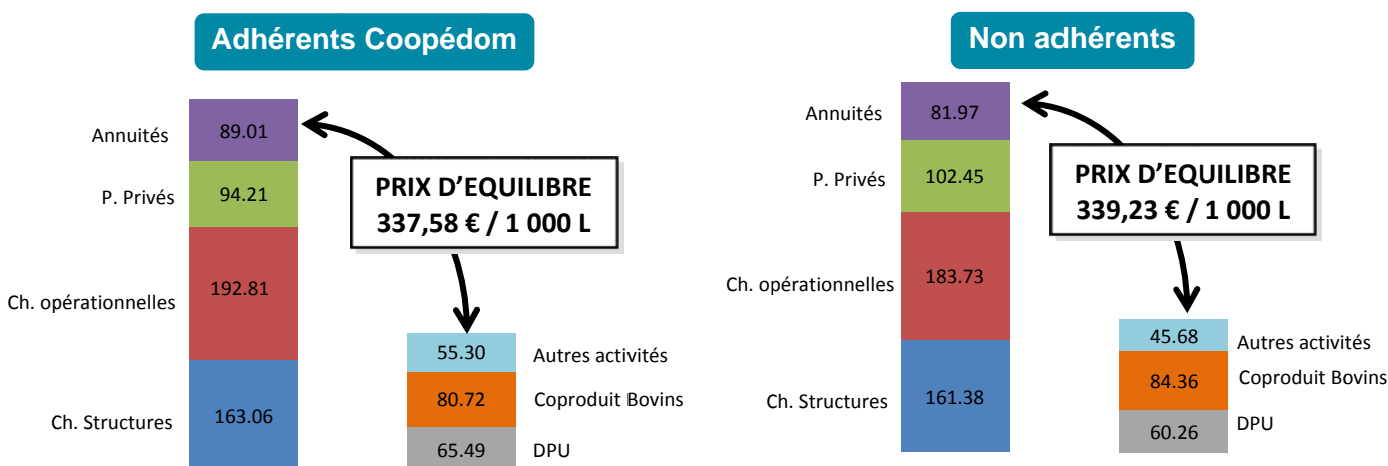 Adhérents Coopédom
Annuités
89.01
P. Privés
94.21
Ch. opérationnelles
192.81
Ch. Structures
163.06
PRIX D'EQUILIBRE
337,58 € / 1 000 L
55.30
Autres activités
80.72
Coproduit Bovins
65.49
DPU
Non adhérents
Annuités
81.97
P. Privés
102.45
Ch. opérationnelles
183.73
Ch. Structures
161.38
PRIX D'EQUILIBRE
339,23 € / 1 000 L
45.68
Autres activités
84.36
Coproduit Bovins
60.26
DPU